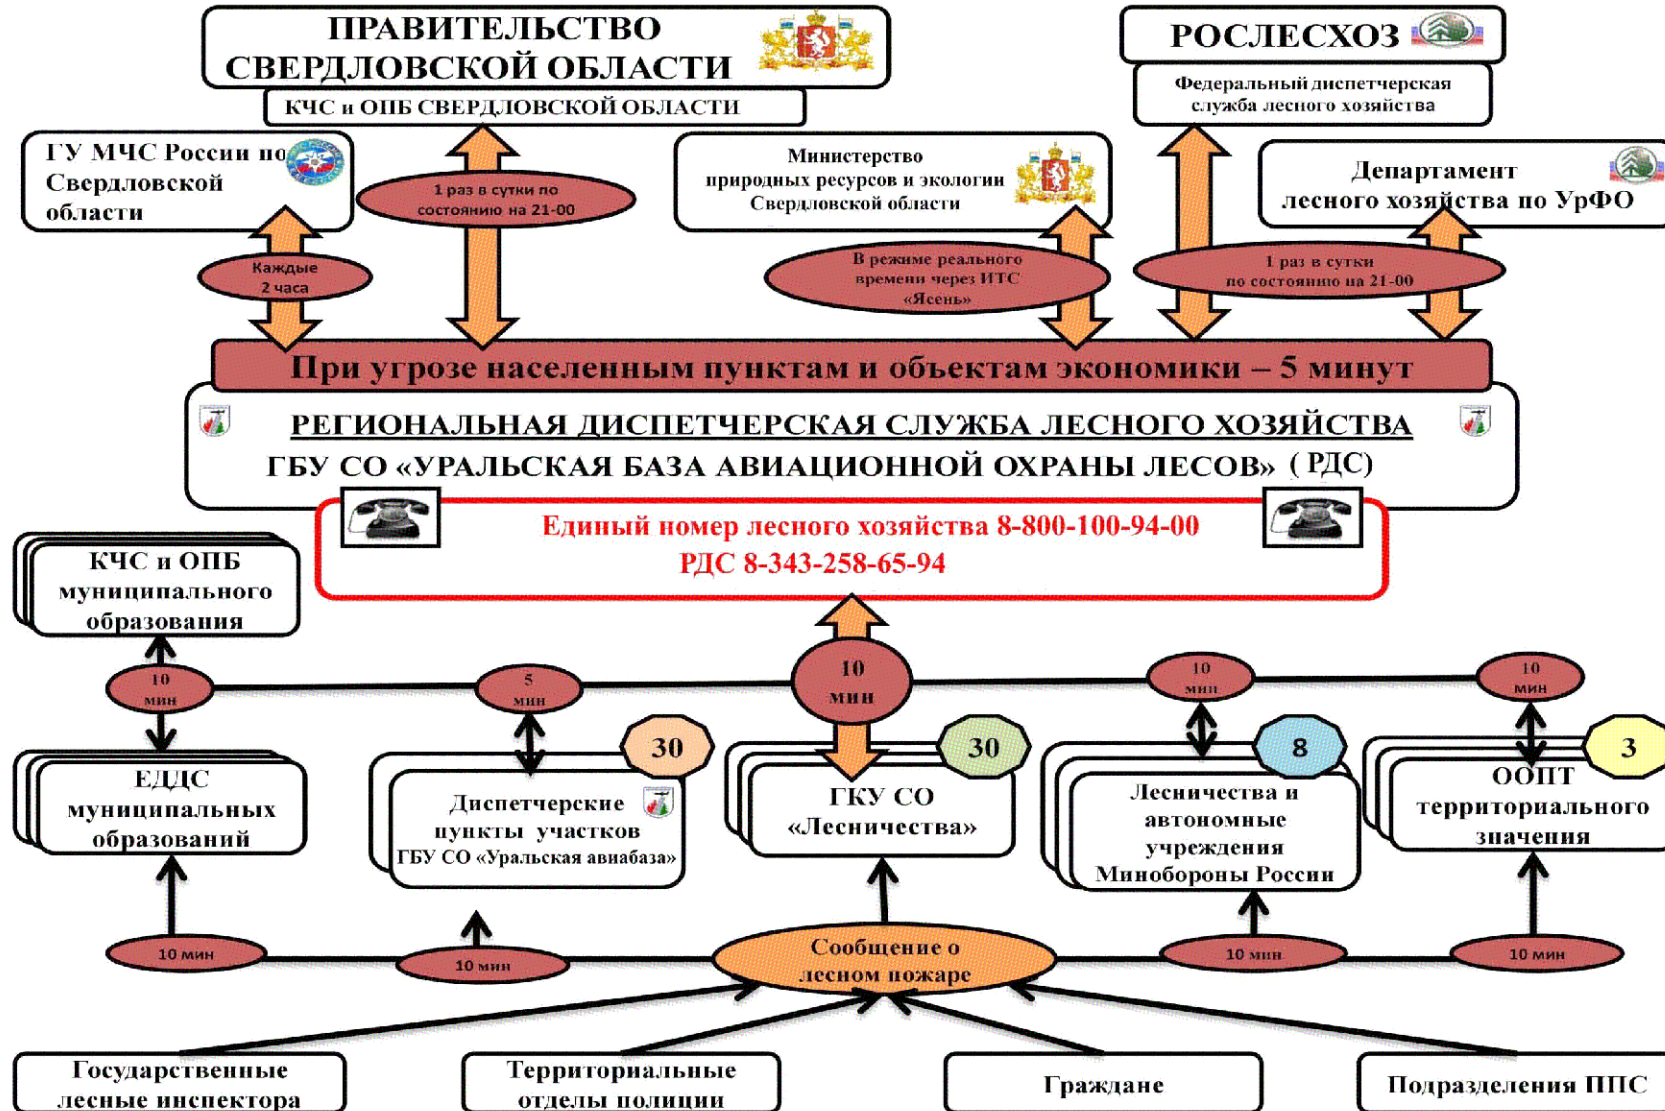 ПРАВИТЕЛЬСТВО
СВЕРДЛОВСКОЙ ОБЛАСТИ
КЧС и ОПБ СВЕРДЛОВСКОЙ ОБЛАСТИ
РОСЛЕСХОЗ
Федеральный диспетчерская
служба лесного хозяйства
ГУ МЧС России по
Свердловской
области
1 раз в сутки по
состоянию на 21-00
Министерство
природных ресурсов и экологии
Свердловской области
Департамент
лесного хозяйства по УрФО
Каждые
2 часа
В режиме реального
времени через ИТС
«Ясень»
1 раз в сутки
по состоянию на 21-00
При угрозе населенным пунктам и объектам экономики – 5 минут
РЕГИОНАЛЬНАЯ ДИСПЕТЧЕРСКАЯ СЛУЖБА ЛЕСНОГО ХОЗЯЙСТВА
ГБУ СО «УРАЛЬСКАЯ БАЗА АВИАЦИОННОЙ ОХРАНЫ ЛЕСОВ» ( РДС)
Единый номер лесного хозяйства 8-800-100-94-00
РДС 8-343-258-65-94
КЧС и ОПБ
муниципального
образования
10
мин
5
мин
10
мин
10
мин
10
мин
ЕДДС
муниципальных
образований
30
Диспетчерские
пункты участков
ГБУ СО «Уральская авиабаза»
30
ГКУ СО
«Лесничества»
8
Лесничества и
автономные
учреждения
Минобороны России
3
ООПТ
территориального
значения
10 мин
10 мин
Сообщение о
лесном пожаре
10 мин
10 мин
Государственные
лесные инспектора
Территориальные
отделы полиции
Граждане
Подразделения ППС